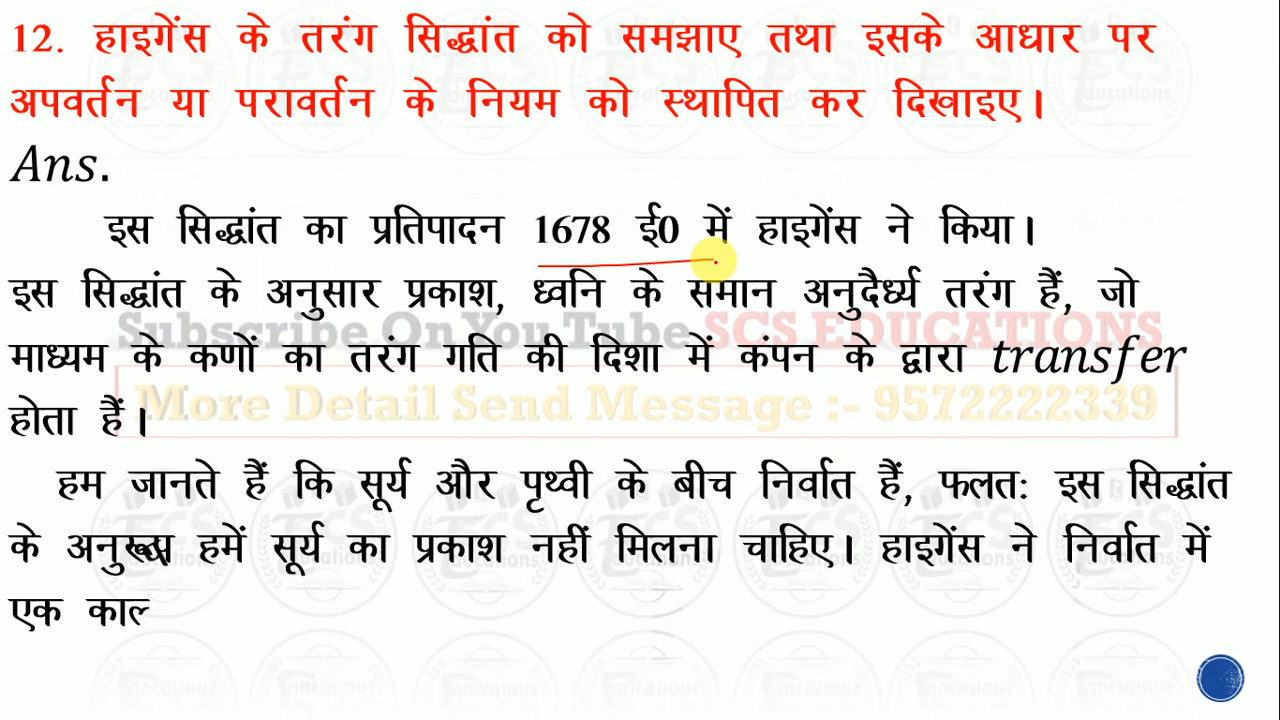 12. हाइगेंस के तरंग सिद्धांत को समझाए तथा इसके आधार पर
अपवर्तन या परावर्तन के नियम को स्थापित कर दिखाइए।
Ans.
इस सिद्धांत का प्रतिपादन 1678 ई0 में हाइगेंस ने किया।
इस सिद्धांत के अनुसार प्रकाश, ध्वनि के समान अनुदैर्ध्य तरंग हैं, जो
Subscribe On You Tube SCS EDUCATIONS
माध्यम के कणों का तरंग गति की दिशा में कंपन के द्वारा transfer
More Detail Send Message :- 9572222339
होता हैं।
हम जानते हैं कि सूर्य और पृथ्वी के बीच निर्वात हैं, फलत: इस सिद्धांत
के हमें सूर्य का प्रकाश नहीं मिलना चाहिए। हाइगेंस ने निर्वात में
एक